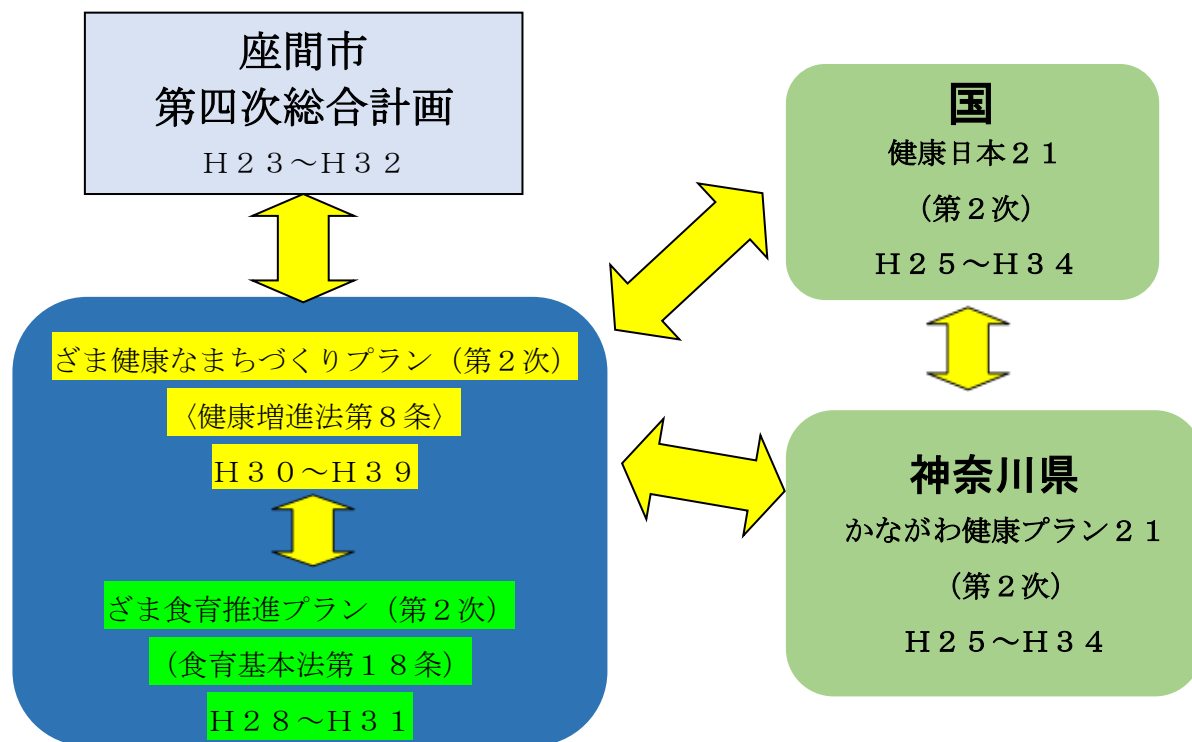 座間市
第四次総合計画
Ｈ２３～Ｈ３２
国
健康日本２１
（第２次）
Ｈ２５～Ｈ３４
ざま健康なまちづくりプラン（第２次）
〈健康増進法第８条〉
Ｈ３０～Ｈ３９
ざま食育推進プラン（第２次）
（食育基本法第１８条）
Ｈ２８～Ｈ３１
神奈川県
かながわ健康プラン２１
（第２次）
Ｈ２５～Ｈ３４